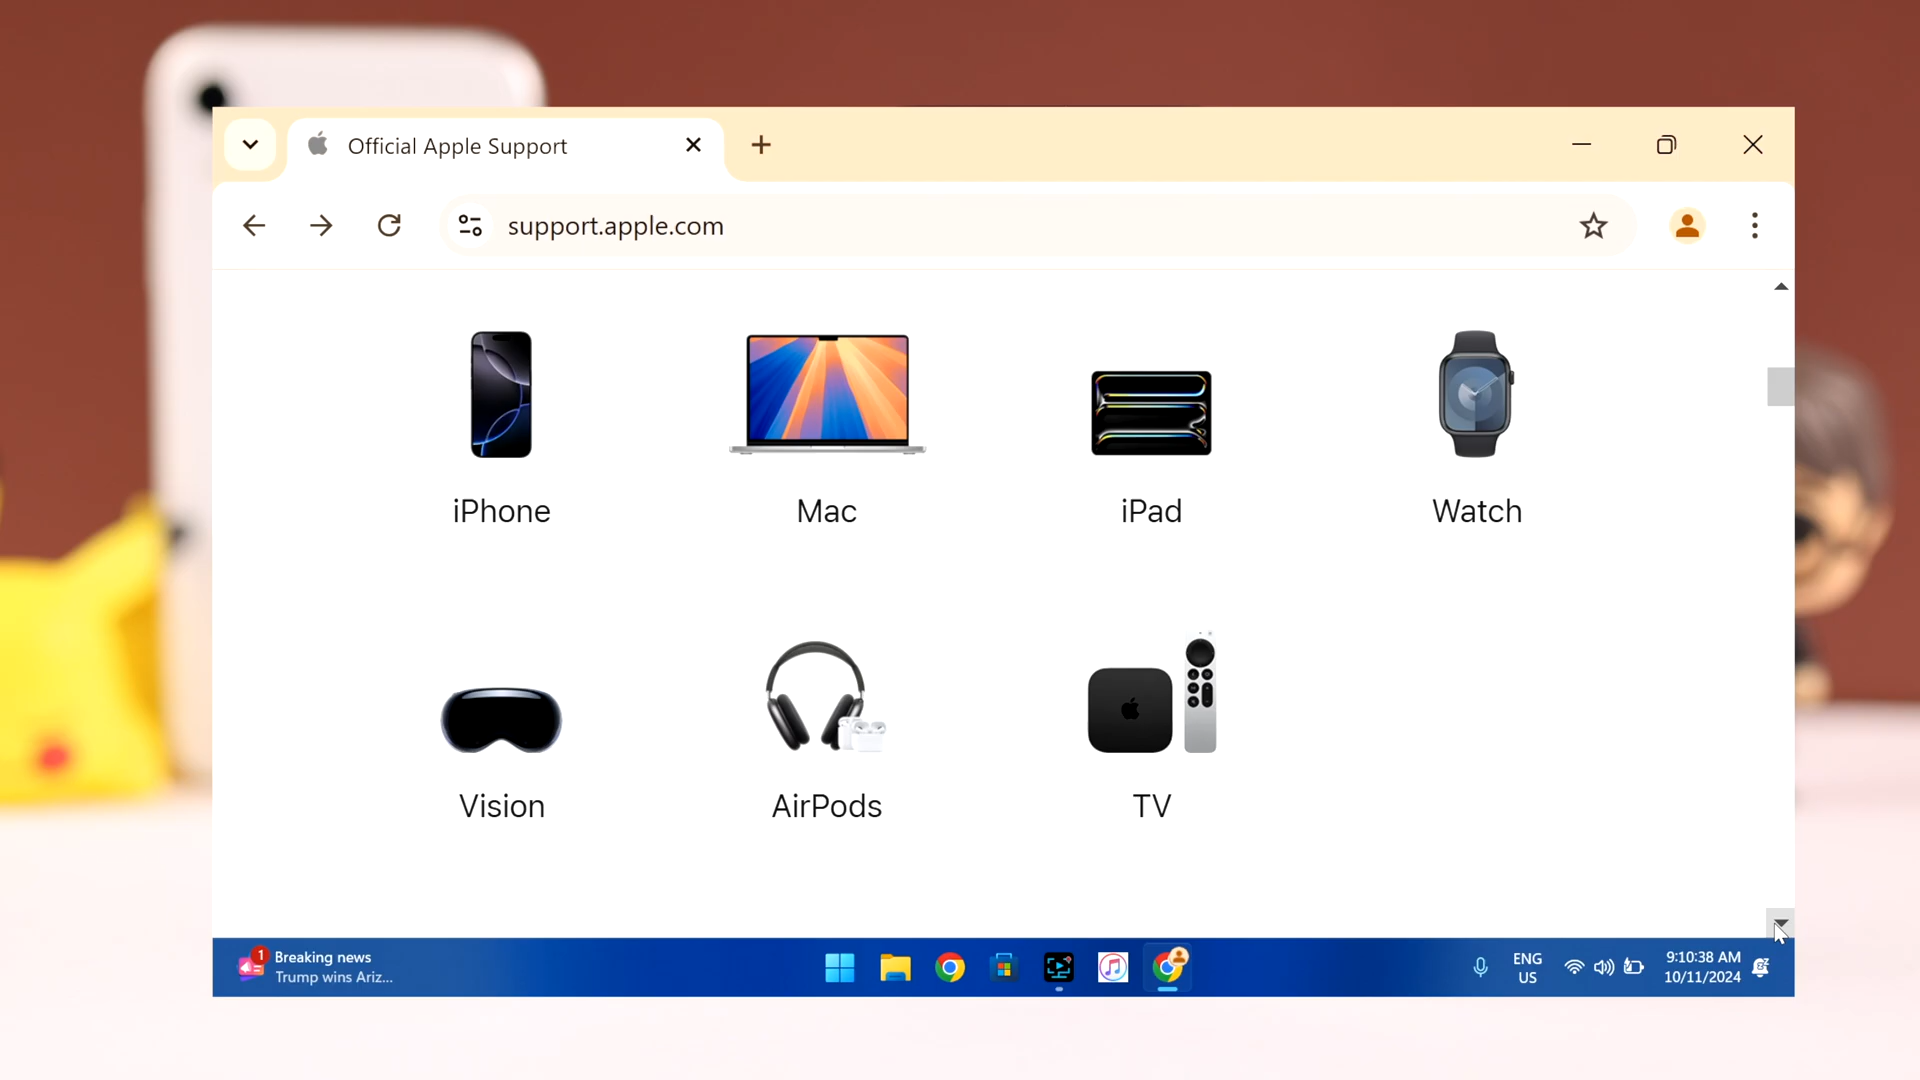 Official Apple Support
support.apple.com
iPhone Mac iPad Watch
Vision AirPods TV
1 Breaking news
Trump wins Ariz...
ENG
US
9:10:38 AM
10/11/2024